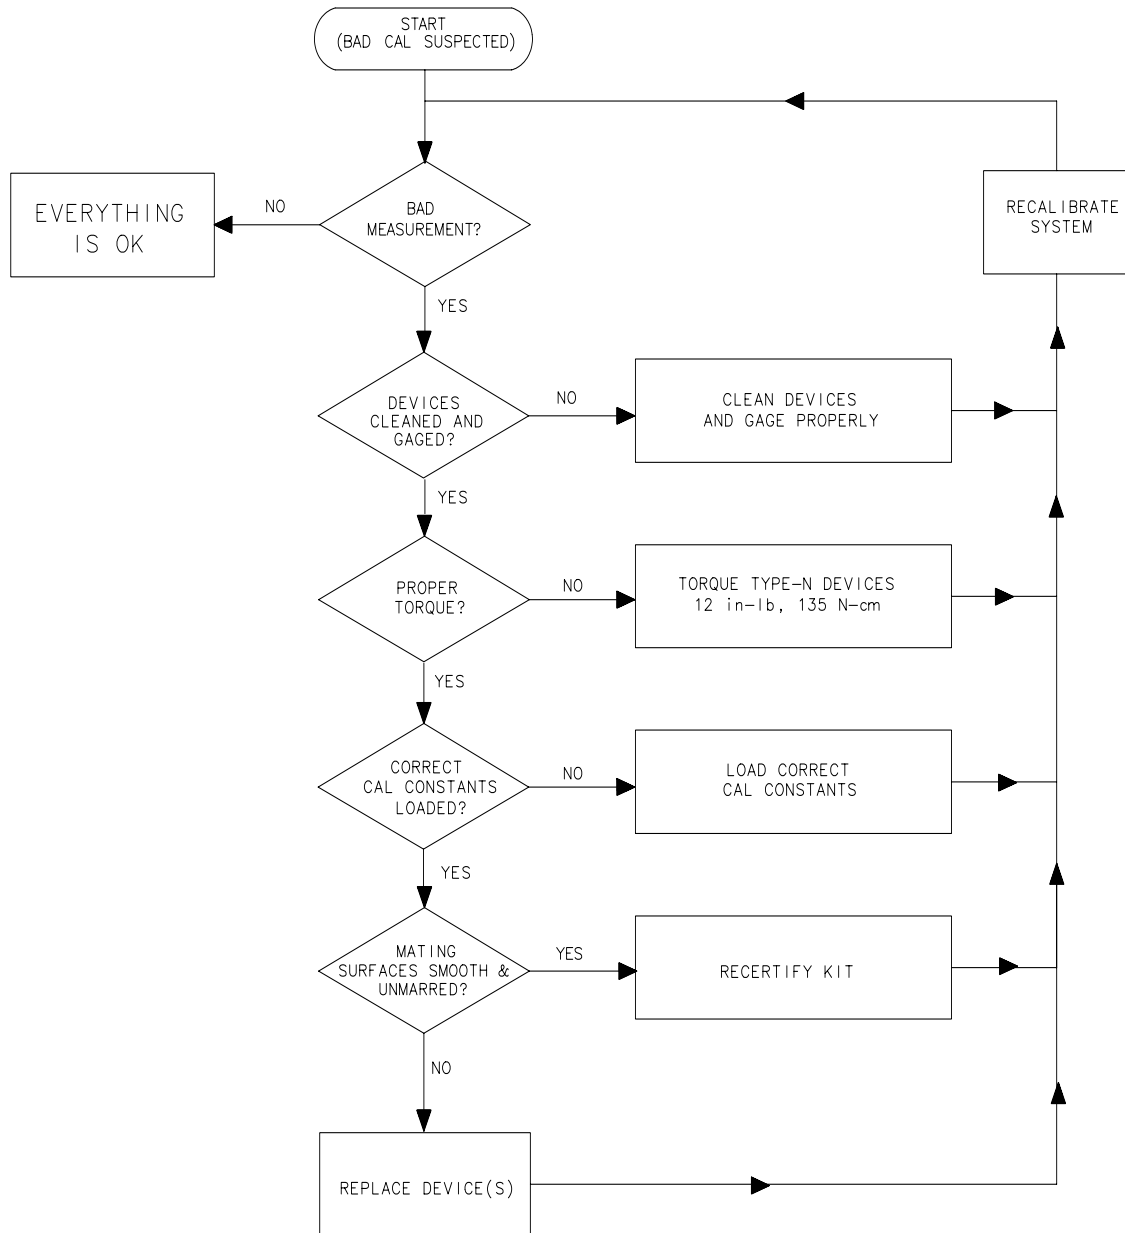 START
(BAD CAL SUSPECTED)
EVERYTHING
IS OK
NO
BAD
MEASUREMENT?
RECALIBRATE
SYSTEM
YES
DEVICES
CLEANED AND
GAGED?
NO
CLEAN DEVICES
AND GAGE PROPERLY
YES
PROPER
TORQUE?
NO
TORQUE TYPE-N DEVICES
12 in-lb, 135 N-cm
YES
CORRECT
CAL CONSTANTS
LOADED?
NO
LOAD CORRECT
CAL CONSTANTS
YES
MATING
SURFACES SMOOTH &
UNMARRED?
YES
RECERTIFY KIT
NO
REPLACE DEVICE(S)